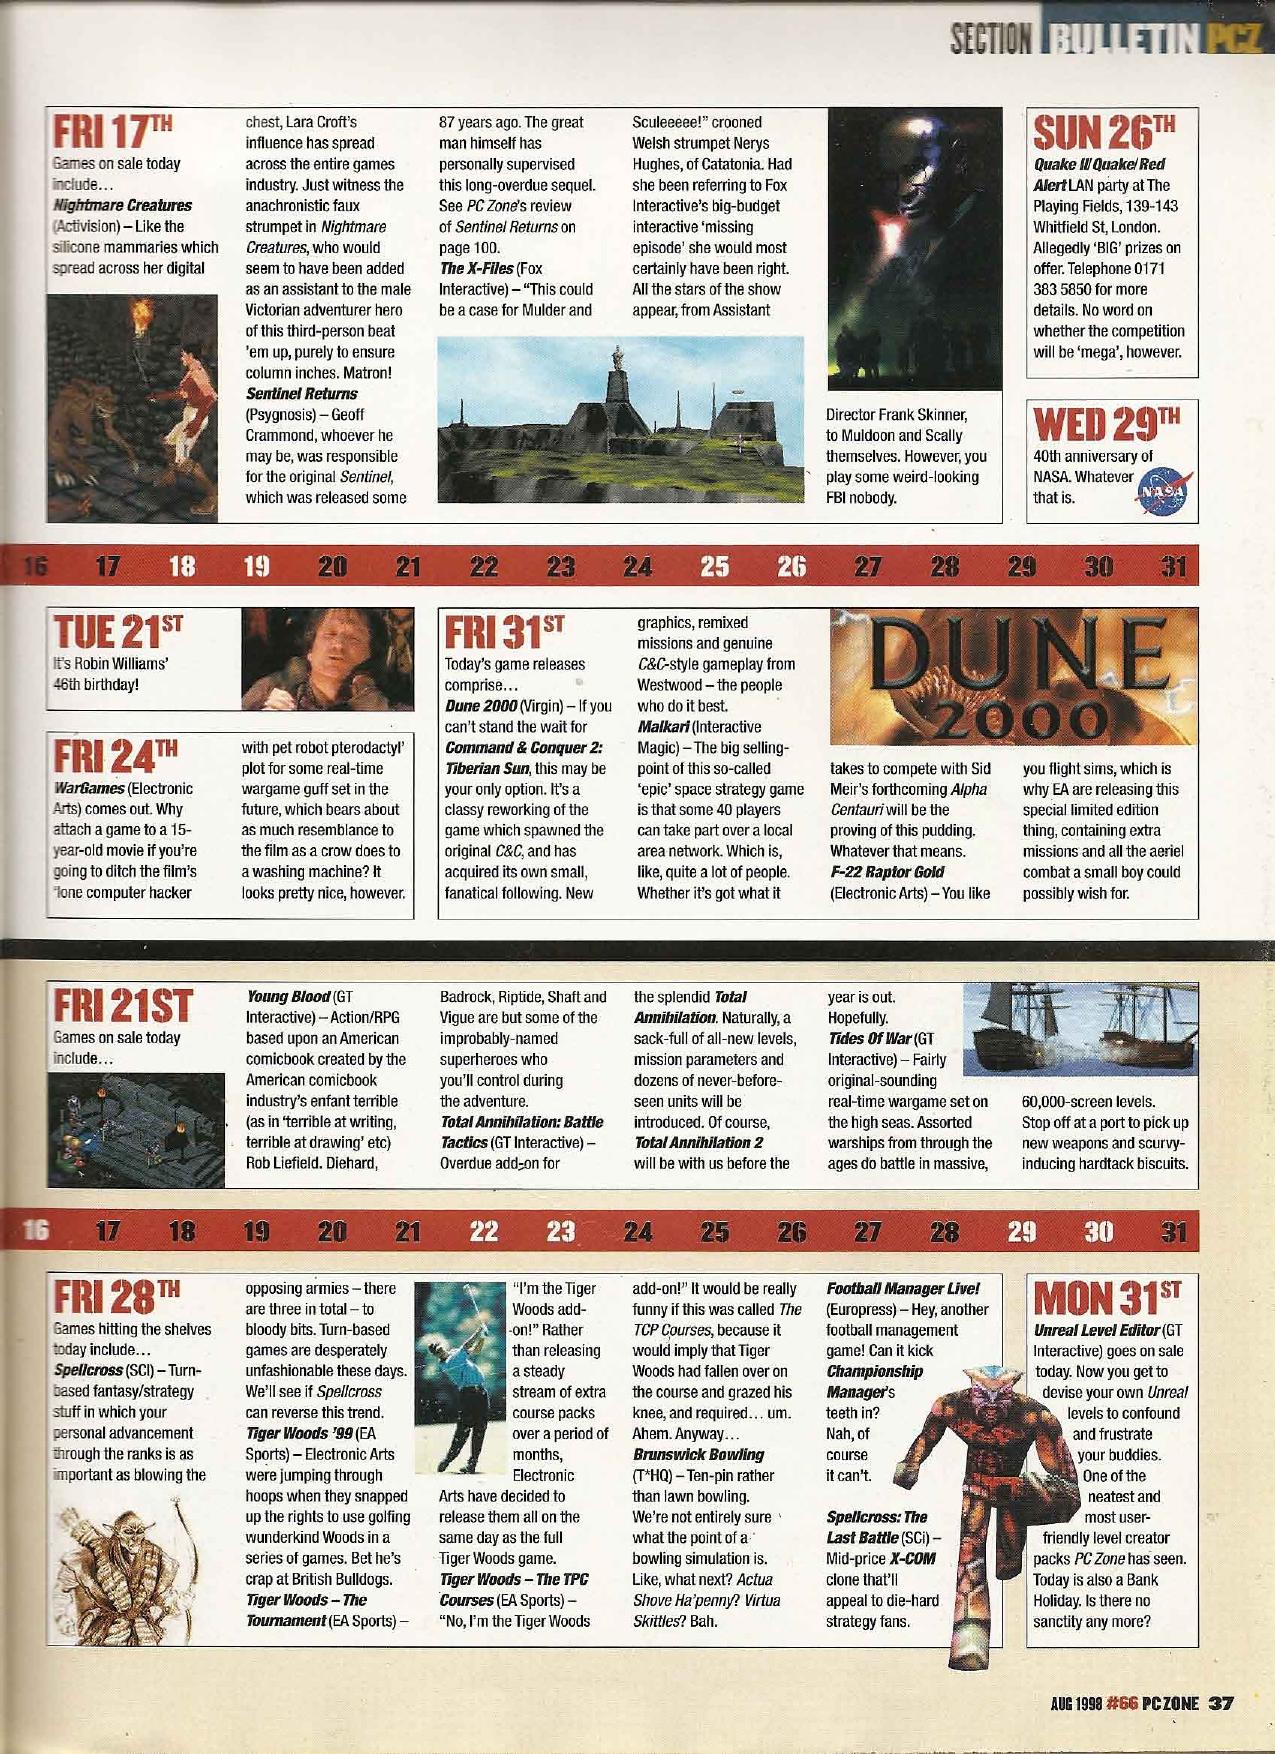 SECTION BULLETIN PCZ
FRI 17TH
Games on sale today
include...
Nightmare Creatures
(Activision) – Like the
silicone mammaries which
spread across her digital
chest, Lara Croft's
influence has spread
across the entire games
industry. Just witness the
anachronistic faux
strumpet in Nightmare
Creatures, who would
seem to have been added
as an assistant to the male
Victorian adventurer hero
of this third-person beat
'em up, purely to ensure
column inches. Matron!
Sentinel Returns
(Psygnosis) – Geoff
Crammond, whoever he
may be, was responsible
for the original Sentinel,
which was released some
87 years ago. The great
man himself has
personally supervised
this long-overdue sequel.
See PC Zone's review
of Sentinel Returns on
page 100.
The X-Files (Fox
Interactive) – "This could
be a case for Mulder and
Sculeeeee!" crooned
Welsh strumpet Nerys
Hughes, of Catatonia. Had
she been referring to Fox
Interactive's big-budget
interactive 'missing
episode' she would most
certainly have been right.
All the stars of the show
appear, from Assistant
Director Frank Skinner,
to Muldoon and Scally
themselves. However, you
play some weird-looking
FBI nobody.
SUN 26TH
Quake II/Quake/Red
Alert LAN party at The
Playing Fields, 139-143
Whitfield St, London.
Allegedly 'BIG' prizes on
offer. Telephone 0171
383 5850 for more
details. No word on
whether the competition
will be 'mega', however.
WED 29TH
40th anniversary of
NASA. Whatever
that is.
NASA
16 17 18 19 20 21 22 23 24 25 26 27 28 29 30 31
TUE 21ST
It's Robin Williams'
46th birthday!
FRI 24TH
WarGames (Electronic
Arts) comes out. Why
attach a game to a 15-
year-old movie if you're
going to ditch the film's
'lone computer hacker
with pet robot pterodactyl'
plot for some real-time
wargame guff set in the
future, which bears about
as much resemblance to
the film as a crow does to
a washing machine? It
looks pretty nice, however.
FRI 31ST
Today's game releases
comprise...
Dune 2000 (Virgin) – If you
can't stand the wait for
Command & Conquer 2:
Tiberian Sun, this may be
your only option. It's a
classy reworking of the
game which spawned the
original C&C, and has
acquired its own small,
fanatical following. New
graphics, remixed
missions and genuine
C&C-style gameplay from
Westwood – the people
who do it best.
Malkari (Interactive
Magic) – The big selling-
point of this so-called
'epic' space strategy game
is that some 40 players
can take part over a local
area network. Which is,
like, quite a lot of people.
Whether it's got what it
DUNE
2000
takes to compete with Sid
Meir's forthcoming Alpha
Centauri will be the
proving of this pudding.
Whatever that means.
F-22 Raptor Gold
(Electronic Arts) – You like
you flight sims, which is
why EA are releasing this
special limited edition
thing, containing extra
missions and all the aeriel
combat a small boy could
possibly wish for.
FRI 21ST
Games on sale today
include...
Young Blood (GT
Interactive) – Action/RPG
based upon an American
comicbook created by the
American comicbook
industry's enfant terrible
(as in 'terrible at writing,
terrible at drawing' etc)
Rob Liefield. Diehard,
Badrock, Riptide, Shaft and
Vigue are but some of the
improbably-named
superheroes who
you'll control during
the adventure.
Total Annihilation: Battle
Tactics (GT Interactive) –
Overdue add-on for
the splendid Total
Annihilation. Naturally, a
sack-full of all-new levels,
mission parameters and
dozens of never-before-
seen units will be
introduced. Of course,
Total Annihilation 2
will be with us before the
year is out.
Hopefully.
Tides Of War (GT
Interactive) – Fairly
original-sounding
real-time wargame set on
the high seas. Assorted
warships from through the
ages do battle in massive,
60,000-screen levels.
Stop off at a port to pick up
new weapons and scurvy-
inducing hardtack biscuits.
16 17 18 19 20 21 22 23 24 25 26 27 28 29 30 31
FRI 28TH
Games hitting the shelves
today include...
Spellcross (SCI) – Turn-
based fantasy/strategy
stuff in which your
personal advancement
through the ranks is as
important as blowing the
opposing armies – there
are three in total – to
bloody bits. Turn-based
games are desperately
unfashionable these days.
We'll see if Spellcross
can reverse this trend.
Tiger Woods '99 (EA
Sports) – Electronic Arts
were jumping through
hoops when they snapped
up the rights to use golfing
wunderkind Woods in a
series of games. Bet he's
crap at British Bulldogs.
Tiger Woods – The
Tournament (EA Sports) –
"I'm the Tiger
Woods add-
-on!" Rather
than releasing
a steady
stream of extra
course packs
over a period of
months,
Electronic
Arts have decided to
release them all on the
same day as the full
Tiger Woods game.
Tiger Woods – The TPC
Courses (EA Sports) –
"No, I'm the Tiger Woods
add-on!" It would be really
funny if this was called The
TCP Courses, because it
would imply that Tiger
Woods had fallen over on
the course and grazed his
knee, and required... um.
Ahem. Anyway...
Brunswick Bowling
(T*HQ) – Ten-pin rather
than lawn bowling.
We're not entirely sure
what the point of a
bowling simulation is.
Like, what next? Actua
Shove Ha'penny? Virtua
Skittles? Bah.
Football Manager Live!
(Europress) – Hey, another
football management
game! Can it kick
Championship
Manager's
teeth in?
Nah, of
course
it can't.
Spellcross: The
Last Battle (SCi) –
Mid-price X-COM
clone that'll
appeal to die-hard
strategy fans.
MON 31ST
Unreal Level Editor (GT
Interactive) goes on sale
today. Now you get to
devise your own Unreal
levels to confound
and frustrate
your buddies.
One of the
neatest and
most user-
friendly level creator
packs PC Zone has seen.
Today is also a Bank
Holiday. Is there no
sanctity any more?
AUG 1998 #66 PC ZONE 37